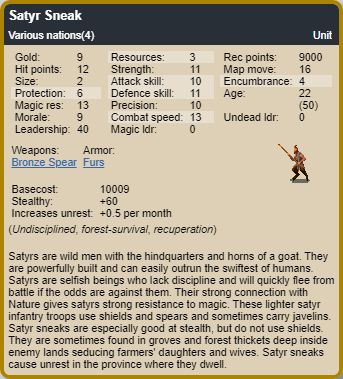 Satyr Sneak
Various nations(4) Unit
Gold: 9 Resources: 3 Rec points: 9000
Hit points: 12 Strength: 11 Map move: 16
Size: 2 Attack skill: 10 Encumbrance: 4
Protection: 6 Defence skill: 11 Age: 22
Magic res: 13 Precision: 10 (50)
Morale: 9 Combat speed: 13 Undead ldr: 0
Leadership: 40 Magic ldr: 0
Weapons: Armor:
Bronze Spear Furs
Basecost: 10009
Stealthy: +60
Increases unrest: +0.5 per month
(Undisciplined, forest-survival, recuperation)
Satyrs are wild men with the hindquarters and horns of a goat. They
are powerfully built and can easily outrun the swiftest of humans.
Satyrs are selfish beings who lack discipline and will quickly flee from
battle if the odds are against them. Their strong connection with
Nature gives satyrs strong resistance to magic. These lighter satyr
infantry troops use shields and spears and sometimes carry javelins.
Satyr sneaks are especially good at stealth, but do not use shields.
They are sometimes found in groves and forest thickets deep inside
enemy lands seducing farmers' daughters and wives. Satyr sneaks
cause unrest in the province where they dwell.